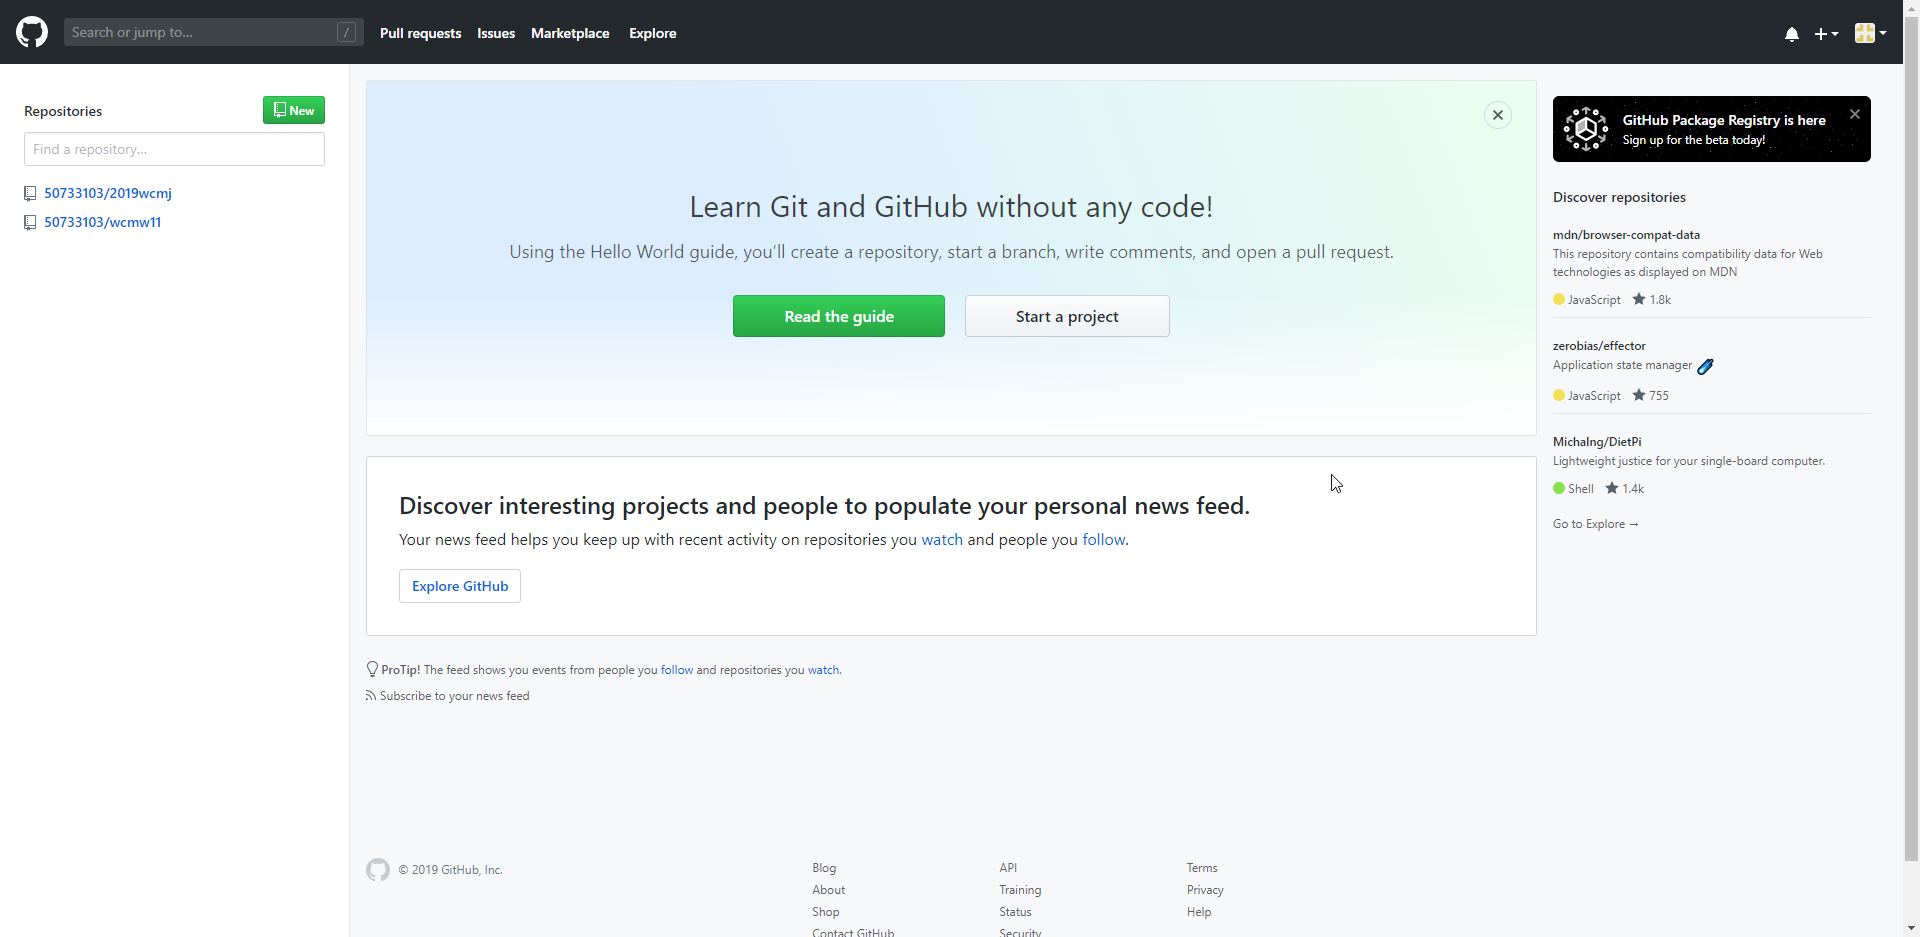 Search or jump to...
/
Pull requests
Issues
Marketplace
Explore
Repositories
New
Find a repository...
50733103/2019wcmj
50733103/wcmw11
Learn Git and GitHub without any code!
Using the Hello World guide, you’ll create a repository, start a branch, write comments, and open a pull request.
Read the guide
Start a project
Discover interesting projects and people to populate your personal news feed.
Your news feed helps you keep up with recent activity on repositories you watch and people you follow.
Explore GitHub
ProTip! The feed shows you events from people you follow and repositories you watch.
Subscribe to your news feed
GitHub Package Registry is here
Sign up for the beta today!
Discover repositories
mdn/browser-compat-data
This repository contains compatibility data for Web
technologies as displayed on MDN
JavaScript 1.8k
zerobias/effector
Application state manager
JavaScript 755
MichaIng/DietPi
Lightweight justice for your single-board computer.
Shell 1.4k
Go to Explore →
© 2019 GitHub, Inc.
Blog
About
Shop
Contact GitHub
API
Training
Status
Security
Terms
Privacy
Help